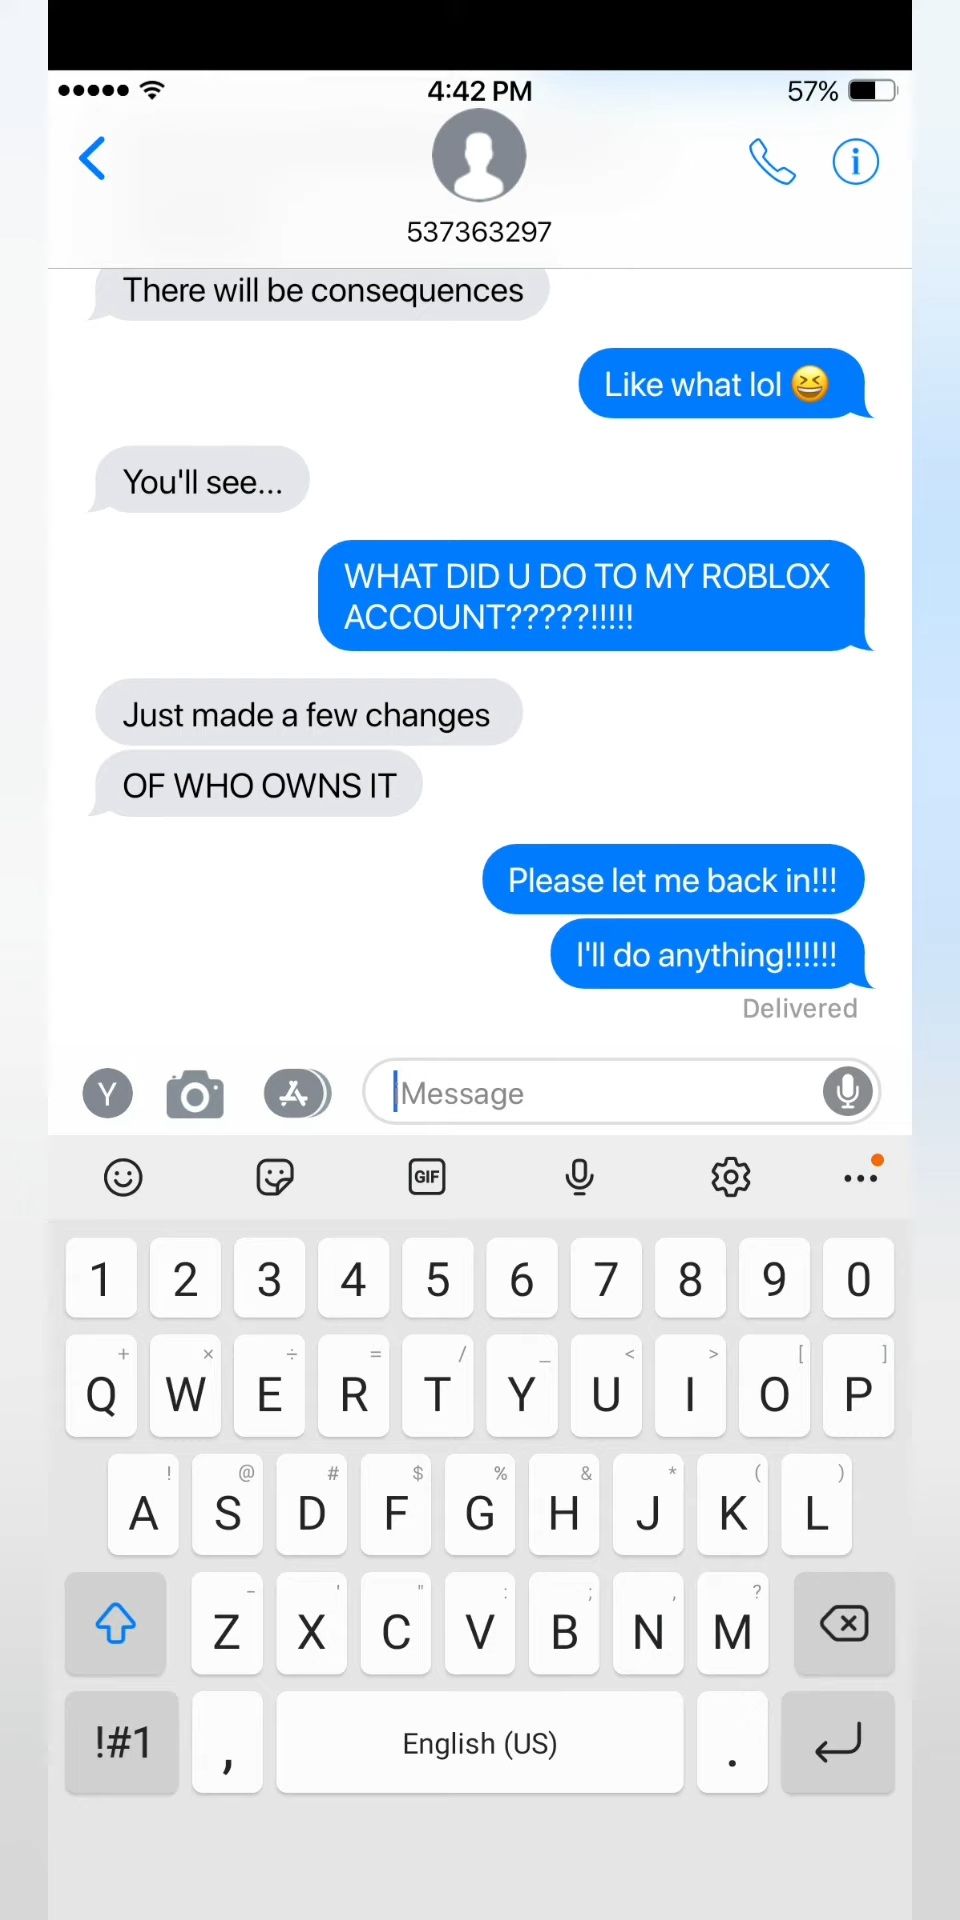 4:42 PM
57%
537363297
There will be consequences
Like what lol 😆
You'll see...
WHAT DID U DO TO MY ROBLOX
ACCOUNT?????!!!!!
Just made a few changes
OF WHO OWNS IT
Please let me back in!!!
I'll do anything!!!!!!
Delivered
Y
Message
GIF
1 2 3 4 5 6 7 8 9 0
+ × ÷ = / _ < > [ ]
Q W E R T Y U I O P
! @ # $ % & * ( )
A S D F G H J K L
- ' " : ; , ?
Z X C V B N M
!#1 , English (US) .